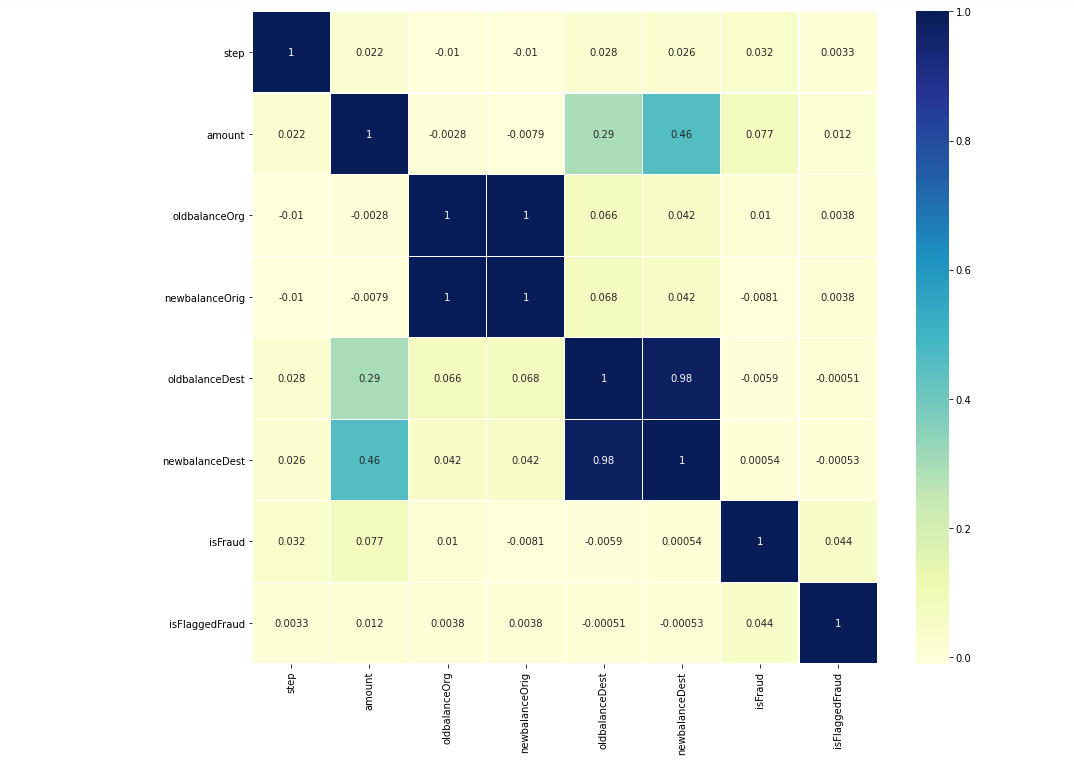 step 1 0.022 -0.01 -0.01 0.028 0.026 0.032 0.0033
amount 0.022 1 -0.0028 -0.0079 0.29 0.46 0.077 0.012
oldbalanceOrg -0.01 -0.0028 1 1 0.066 0.042 0.01 0.0038
newbalanceOrig -0.01 -0.0079 1 1 0.068 0.042 -0.0081 0.0038
oldbalanceDest 0.028 0.29 0.066 0.068 1 0.98 -0.0059 -0.00051
newbalanceDest 0.026 0.46 0.042 0.042 0.98 1 0.00054 -0.00053
isFraud 0.032 0.077 0.01 -0.0081 -0.0059 0.00054 1 0.044
isFlaggedFraud 0.0033 0.012 0.0038 0.0038 -0.00051 -0.00053 0.044 1
step
amount
oldbalanceOrg
newbalanceOrig
oldbalanceDest
newbalanceDest
isFraud
isFlaggedFraud
1.0
0.8
0.6
0.4
0.2
0.0